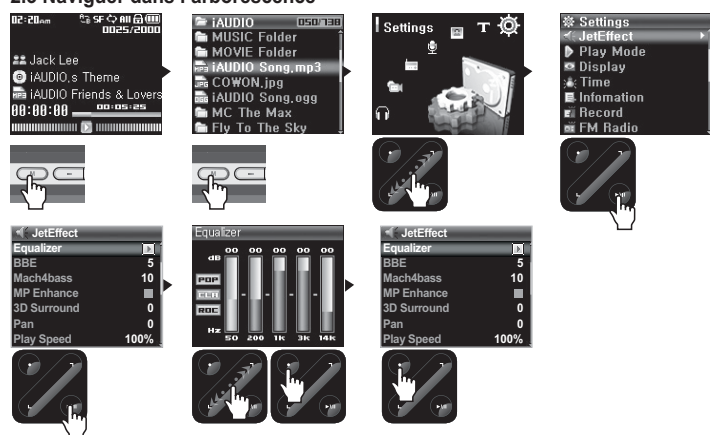 2.3 Naviguer dans l'arborescence
02:20AM SF All
0025/2000
Jack Lee
iAUDIO,s Theme
iAUDIO Friends & Lovers
00:00:00 00:05:25
iAUDIO 050/138
MUSIC Folder
MOVIE Folder
iAUDIO Song.mp3
COWON.jpg
iAUDIO Song.ogg
MC The Max
Fly To The Sky
Settings
T
Settings
JetEffect
Play Mode
Display
Time
Infomation
Record
FM Radio
M
M
JetEffect
Equalizer
BBE 5
Mach4bass 10
MP Enhance
3D Surround 0
Pan 0
Play Speed 100%
Equalizer
00 00 00 00 00
dB
POP
ROC
Hz
50 200 1k 3k 14k
JetEffect
Equalizer
BBE 5
Mach4bass 10
MP Enhance
3D Surround 0
Pan 0
Play Speed 100%